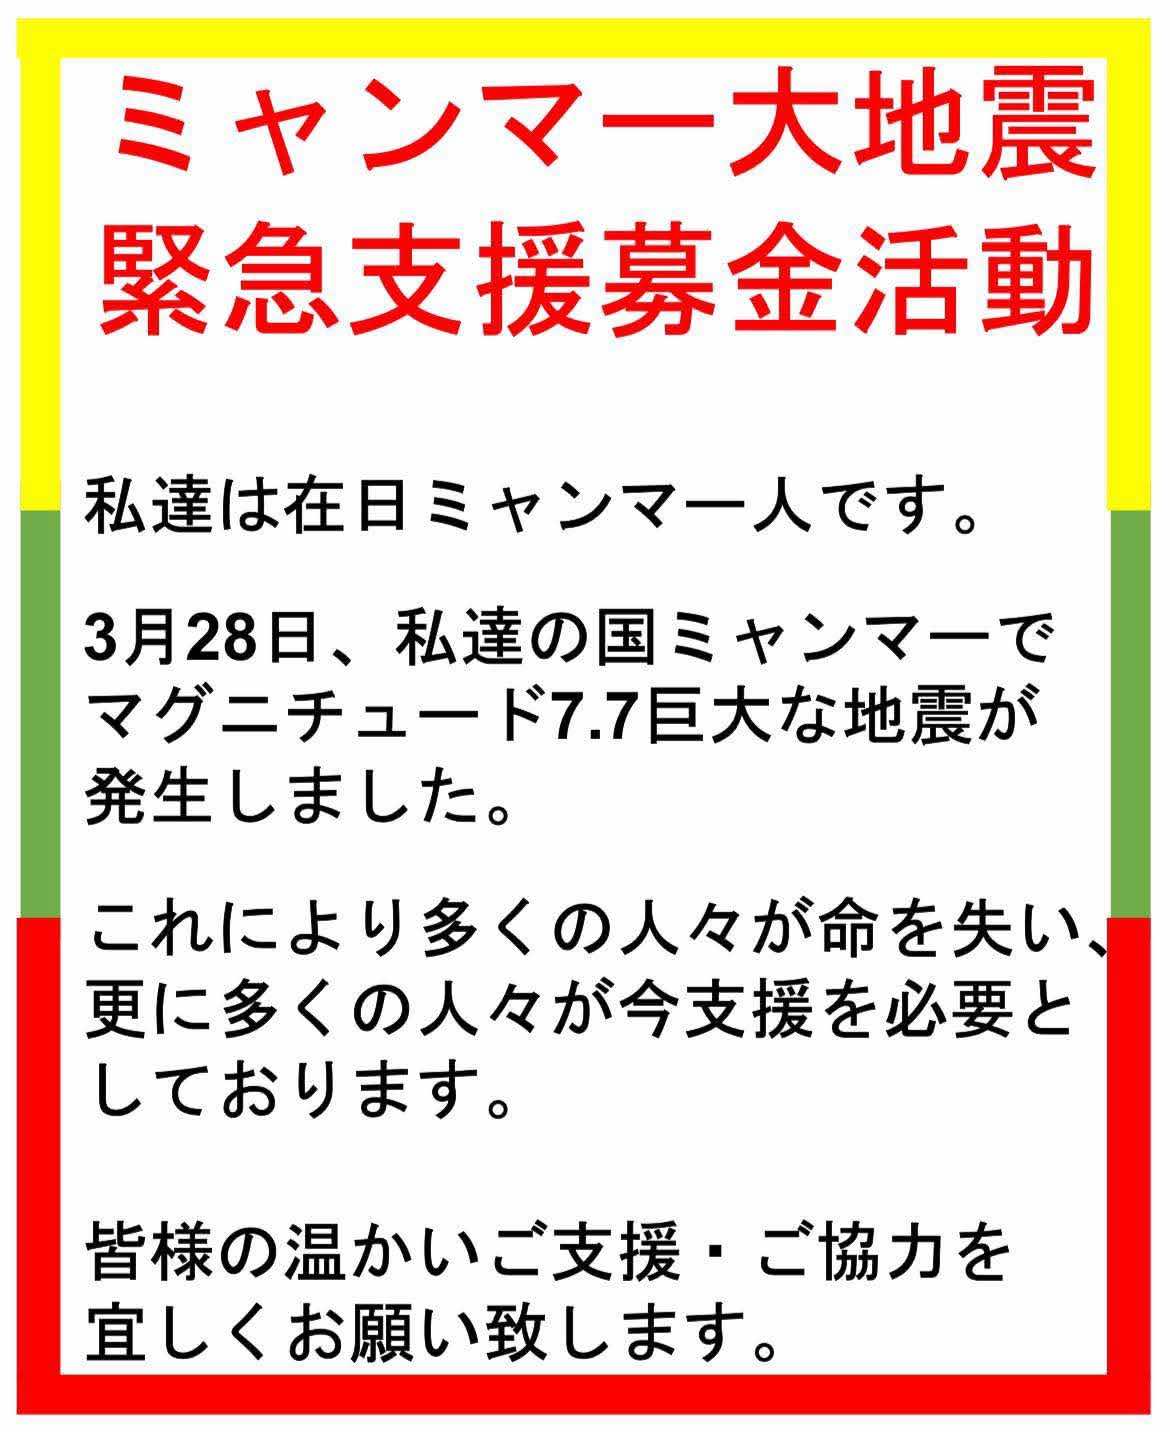 ミャンマー大地震
緊急支援募金活動
私達は在日ミャンマー人です。
3月28日、私達の国ミャンマーで
マグニチュード7.7巨大な地震が
発生しました。
これにより多くの人々が命を失い、
更に多くの人々が今支援を必要と
しております。
皆様の温かいご支援・ご協力を
宜しくお願い致します。